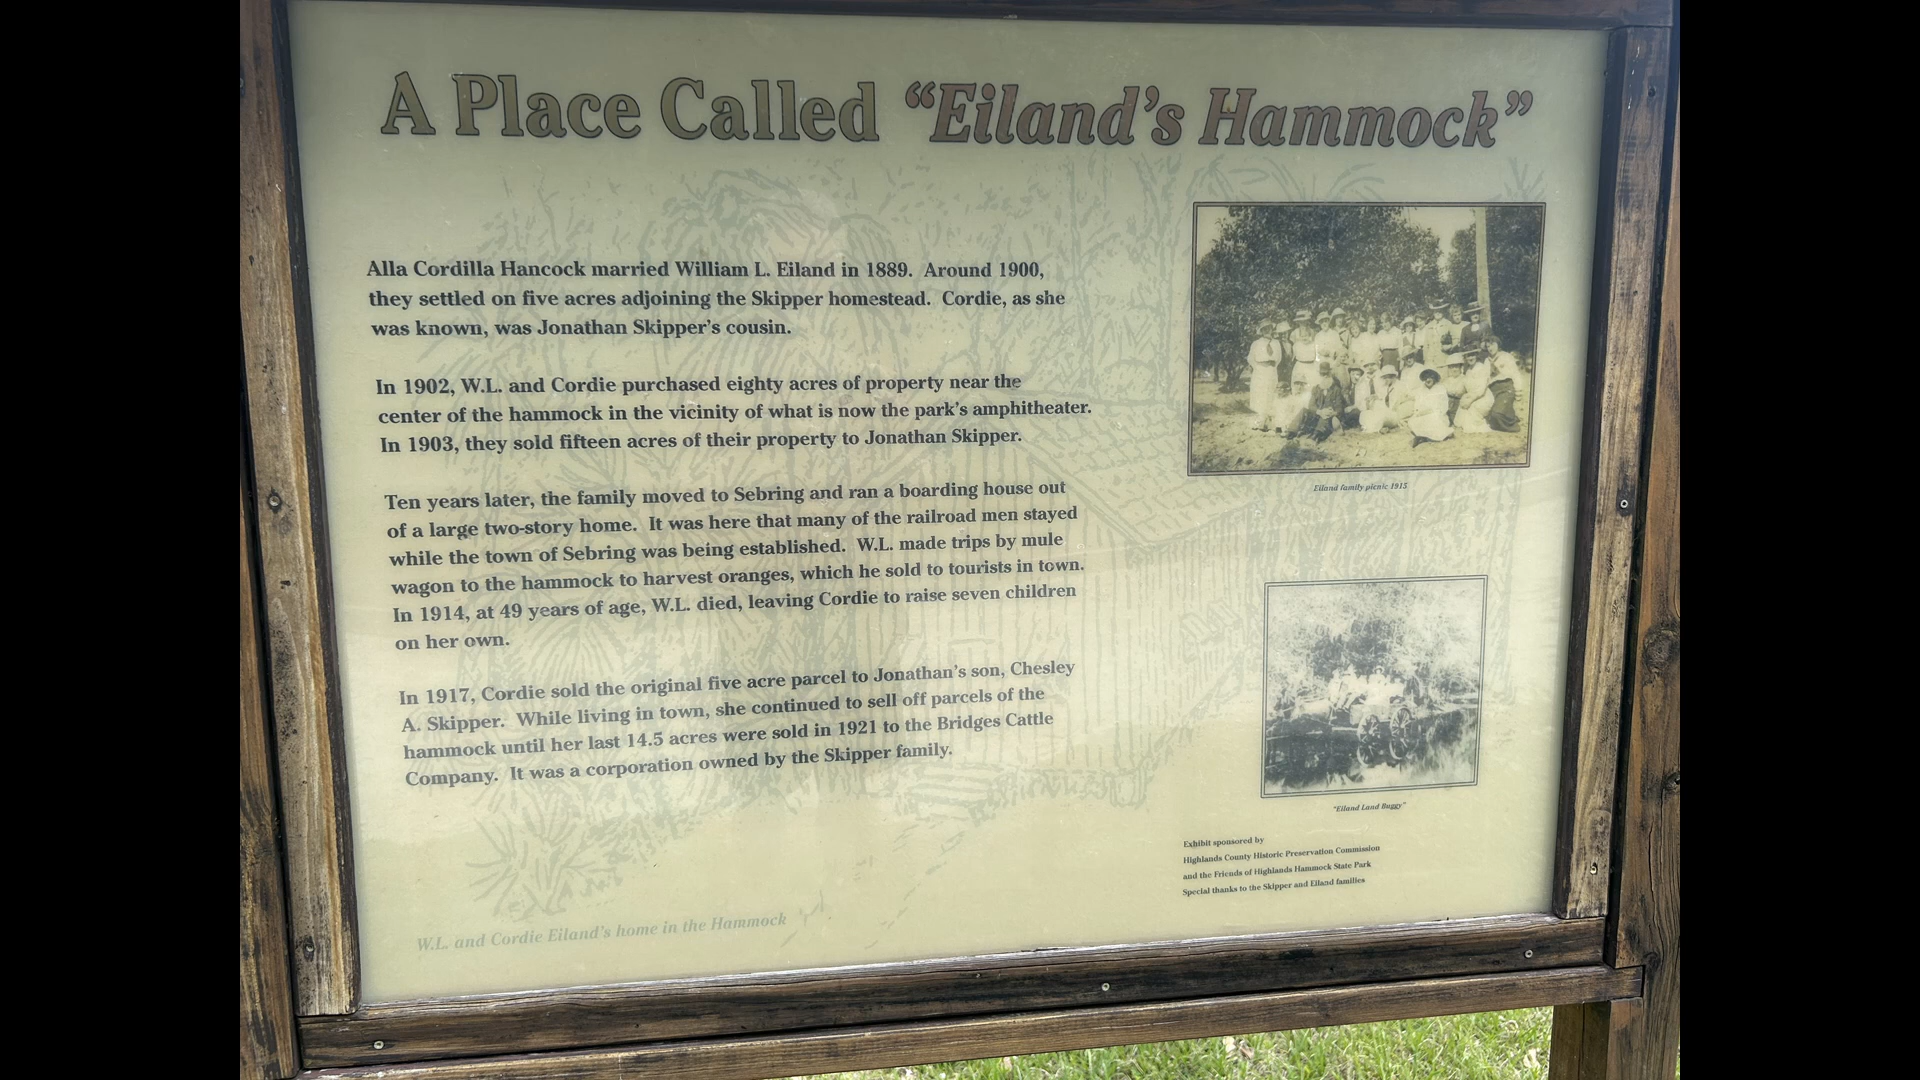 A Place Called “Eiland’s Hammock”
Alla Cordilla Hancock married William L. Eiland in 1889. Around 1900,
they settled on five acres adjoining the Skipper homestead. Cordie, as she
was known, was Jonathan Skipper’s cousin.
In 1902, W.L. and Cordie purchased eighty acres of property near the
center of the hammock in the vicinity of what is now the park’s amphitheater.
In 1903, they sold fifteen acres of their property to Jonathan Skipper.
Ten years later, the family moved to Sebring and ran a boarding house out
of a large two-story home. It was here that many of the railroad men stayed
while the town of Sebring was being established. W.L. made trips by mule
wagon to the hammock to harvest oranges, which he sold to tourists in town.
In 1914, at 49 years of age, W.L. died, leaving Cordie to raise seven children
on her own.
In 1917, Cordie sold the original five acre parcel to Jonathan’s son, Chesley
A. Skipper. While living in town, she continued to sell off parcels of the
hammock until her last 14.5 acres were sold in 1921 to the Bridges Cattle
Company. It was a corporation owned by the Skipper family.
W.L. and Cordie Eiland’s home in the Hammock
Eiland family picnic 1915
“Eiland Land Buggy”
Exhibit sponsored by
Highlands County Historic Preservation Commission
and the Friends of Highlands Hammock State Park
Special thanks to the Skipper and Eiland families